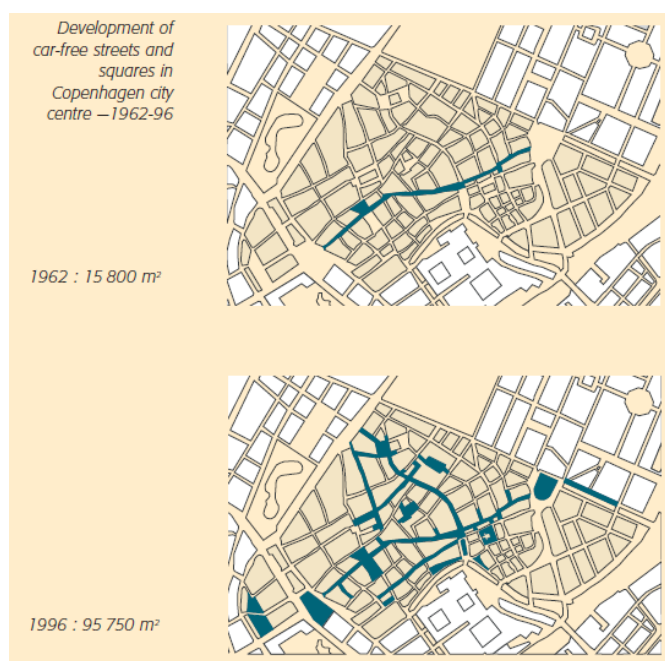 Development of
car-free streets and
squares in
Copenhagen city
centre –1962-96
1962 : 15 800 m²
1996 : 95 750 m²